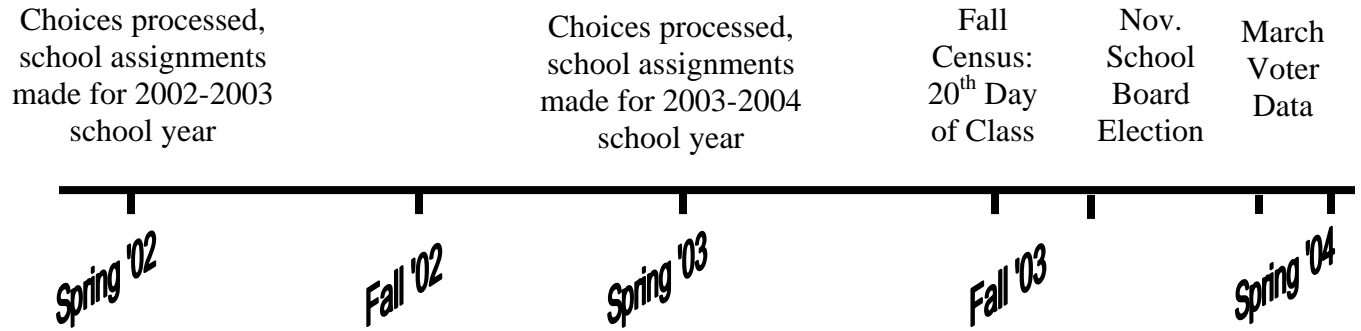 Choices processed,
school assignments
made for 2002-2003
school year
Choices processed,
school assignments
made for 2003-2004
school year
Fall
Census:
20th Day
of Class
Nov.
School
Board
Election
March
Voter
Data
Spring '02
Fall '02
Spring '03
Fall '03
Spring '04